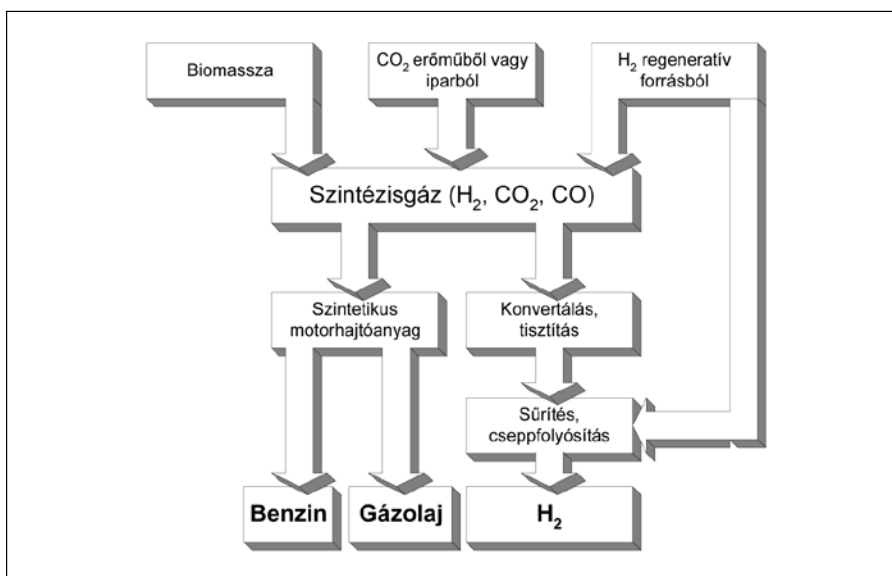 Biomassza
CO₂ erőműből vagy
iparból
H₂ regeneratív
forrásból
Szintézisgáz (H₂, CO₂, CO)
Szintetikus
motorhajtóanyag
Konvertálás,
tisztítás
Sűrítés,
cseppfolyósítás
Benzin
Gázolaj
H₂